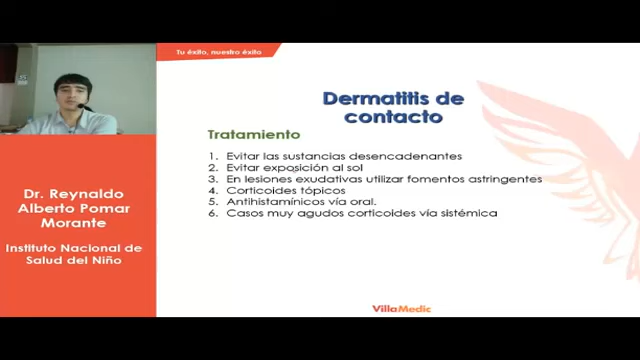 Tu éxito, nuestro éxito
Dermatitis de
contacto
Tratamiento
1. Evitar las sustancias desencadenantes
2. Evitar exposición al sol
3. En lesiones exudativas utilizar fomentos astringentes
4. Corticoides tópicos
5. Antihistamínicos vía oral.
6. Casos muy agudos corticoides vía sistémica
Dr. Reynaldo
Alberto Pomar
Morante
Instituto Nacional de
Salud del Niño
VillaMedic